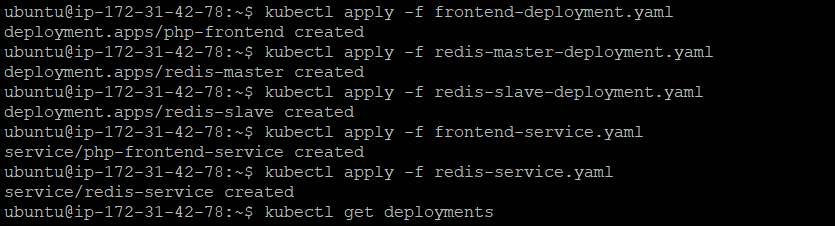 ubuntu@ip-172-31-42-78:~$ kubectl apply -f frontend-deployment.yaml
deployment.apps/php-frontend created
ubuntu@ip-172-31-42-78:~$ kubectl apply -f redis-master-deployment.yaml
deployment.apps/redis-master created
ubuntu@ip-172-31-42-78:~$ kubectl apply -f redis-slave-deployment.yaml
deployment.apps/redis-slave created
ubuntu@ip-172-31-42-78:~$ kubectl apply -f frontend-service.yaml
service/php-frontend-service created
ubuntu@ip-172-31-42-78:~$ kubectl apply -f redis-service.yaml
service/redis-service created
ubuntu@ip-172-31-42-78:~$ kubectl get deployments